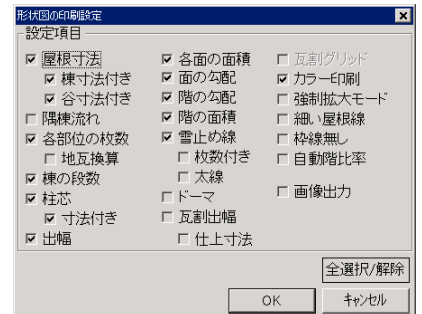 形状図の印刷設定
設定項目
屋根寸法
棟寸法付き
谷寸法付き
隅棟流れ
各部位の枚数
地瓦換算
棟の段数
柱芯
寸法付き
出幅
各面の面積
面の勾配
階の勾配
階の面積
雪止め線
枚数付き
太線
ドーマ
瓦割出幅
仕上寸法
瓦割グリッド
カラー印刷
強制拡大モード
細い屋根線
枠線無し
自動階比率
画像出力
全選択/解除
OK
キャンセル